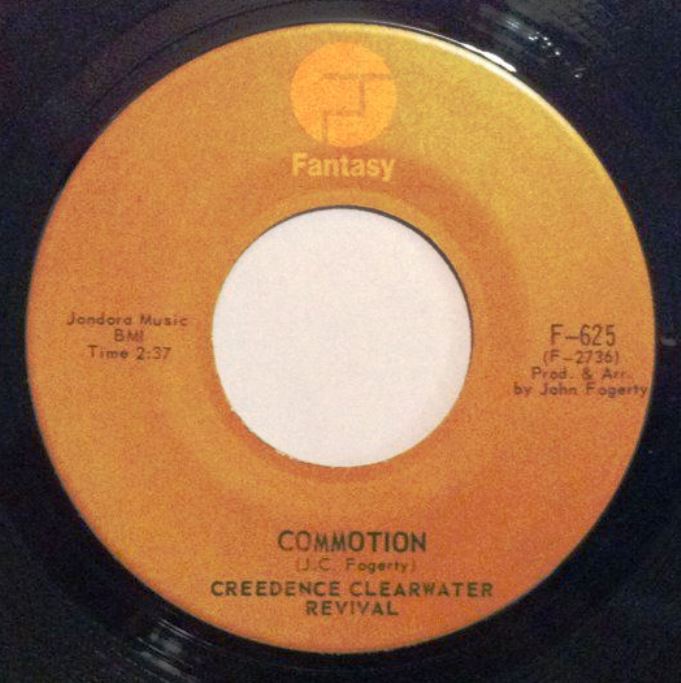 Fantasy
Jondora Music
BMI
Time 2:37
F-625
(F-2736)
Prod. & Arr.
by John Fogerty
COMMOTION
(J.C. Fogerty)
CREEDENCE CLEARWATER
REVIVAL